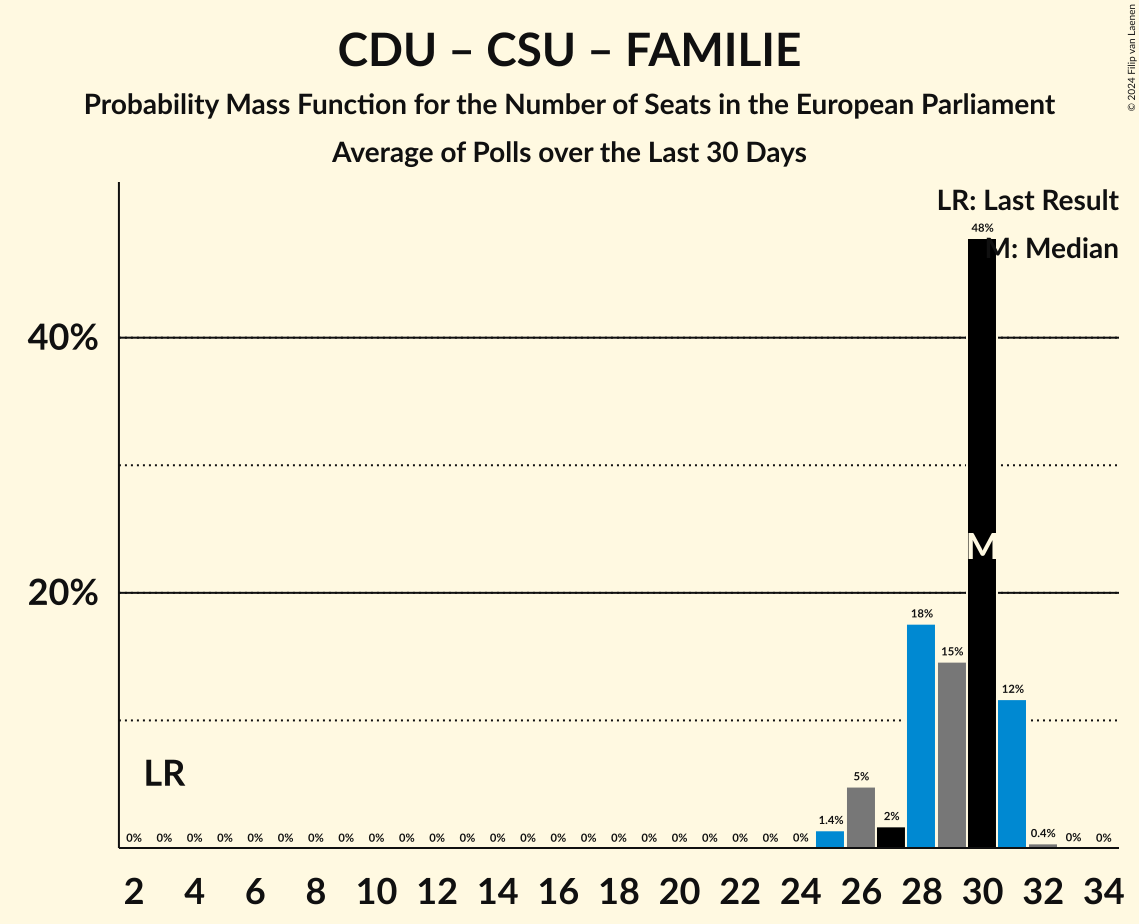 CDU – CSU – FAMILIE
Probability Mass Function for the Number of Seats in the European Parliament
Average of Polls over the Last 30 Days
© 2024 Filip van Laenen
LR: Last Result
M: Median
48%
40%
M
20%
18%
15%
12%
LR
5%
2%
1.4%
0.4%
0% 0% 0% 0% 0% 0% 0% 0% 0% 0% 0% 0% 0% 0% 0% 0% 0% 0% 0% 0% 0% 0% 0% 0% 0%
2 4 6 8 10 12 14 16 18 20 22 24 26 28 30 32 34